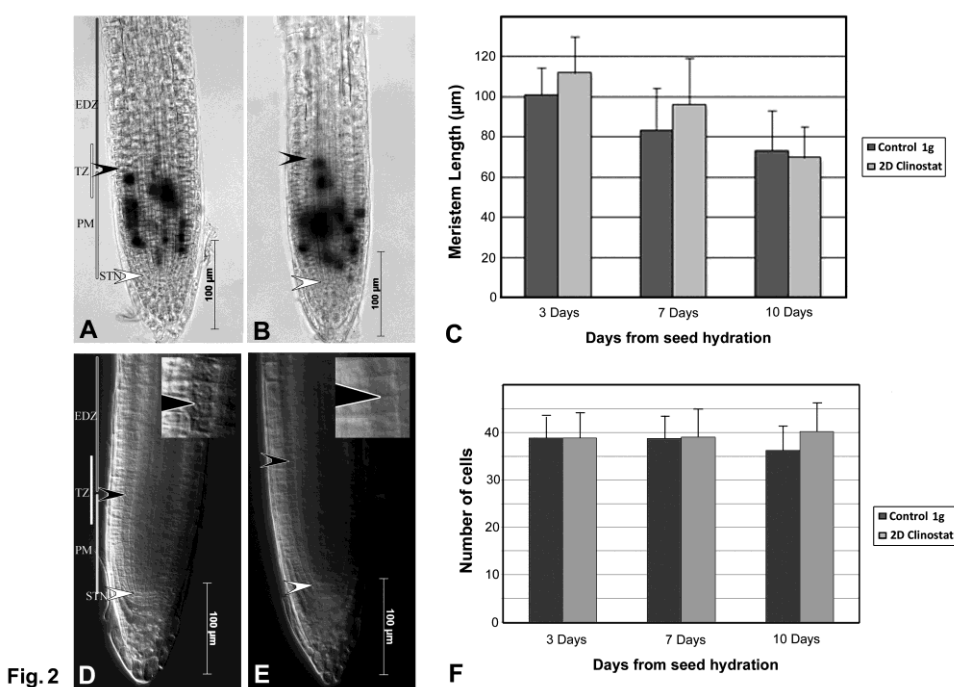 EDZ
TZ
PM
STN
100 µm
A
100 µm
B
Meristem Length (µm)
120
100
80
60
40
20
0
3 Days
7 Days
10 Days
Days from seed hydration
Control 1g
2D Clinostat
C
EDZ
TZ
PM
STN
100 µm
D
100 µm
E
Number of cells
40
30
20
10
0
3 Days
7 Days
10 Days
Days from seed hydration
Control 1g
2D Clinostat
F
Fig. 2